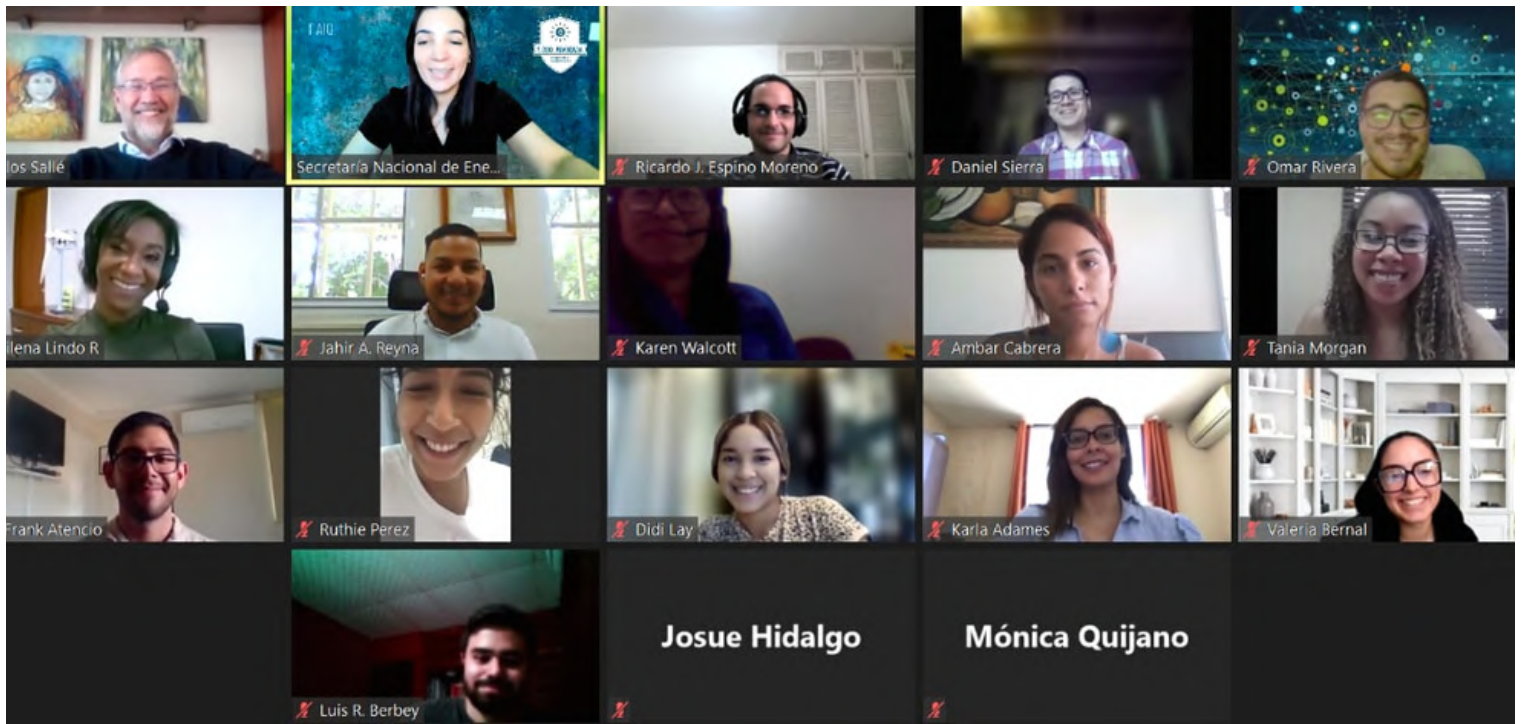 los Sallé
Secretaría Nacional de Ene...
Ricardo J. Espino Moreno
Daniel Sierra
Omar Rivera
ilena Lindo R
Jahir A. Reyna
Karen Walcott
Ambar Cabrera
Tania Morgan
Frank Atencio
Ruthie Perez
Didi Lay
Karla Adames
Valeria Bernal
Luis R. Berbey
Josue Hidalgo
Mónica Quijano